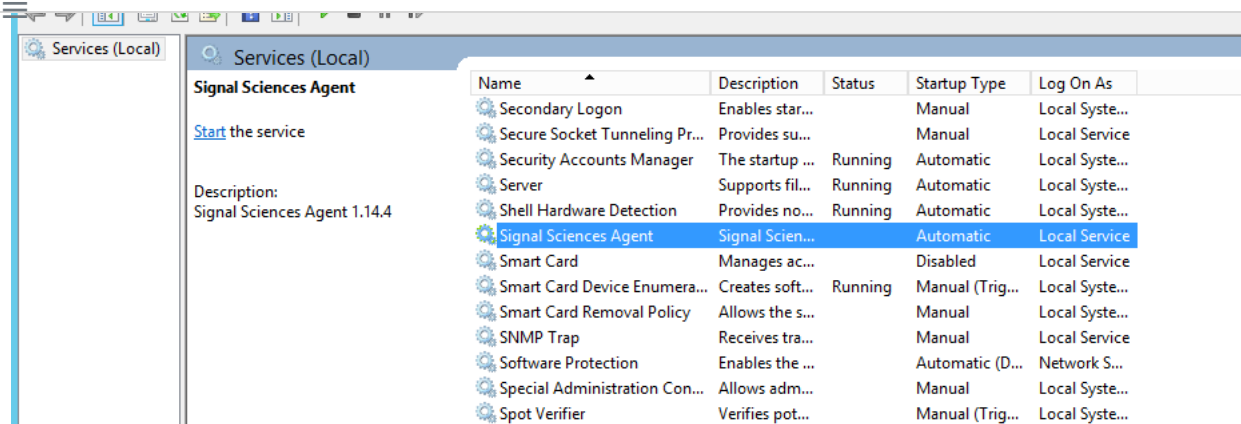 Services (Local)
Services (Local)
Signal Sciences Agent
Start the service
Description:
Signal Sciences Agent 1.14.4
Name Description Status Startup Type Log On As
Secondary Logon Enables star... Manual Local Syste...
Secure Socket Tunneling Pr... Provides su... Manual Local Service
Security Accounts Manager The startup ... Running Automatic Local Syste...
Server Supports fil... Running Automatic Local Syste...
Shell Hardware Detection Provides no... Running Automatic Local Syste...
Signal Sciences Agent Signal Scien... Automatic Local Service
Smart Card Manages ac... Disabled Local Service
Smart Card Device Enumera... Creates soft... Running Manual (Trig... Local Syste...
Smart Card Removal Policy Allows the s... Manual Local Syste...
SNMP Trap Receives tra... Manual Local Service
Software Protection Enables the ... Automatic (D... Network S...
Special Administration Con... Allows adm... Manual Local Syste...
Spot Verifier Verifies pot... Manual (Trig... Local Syste...